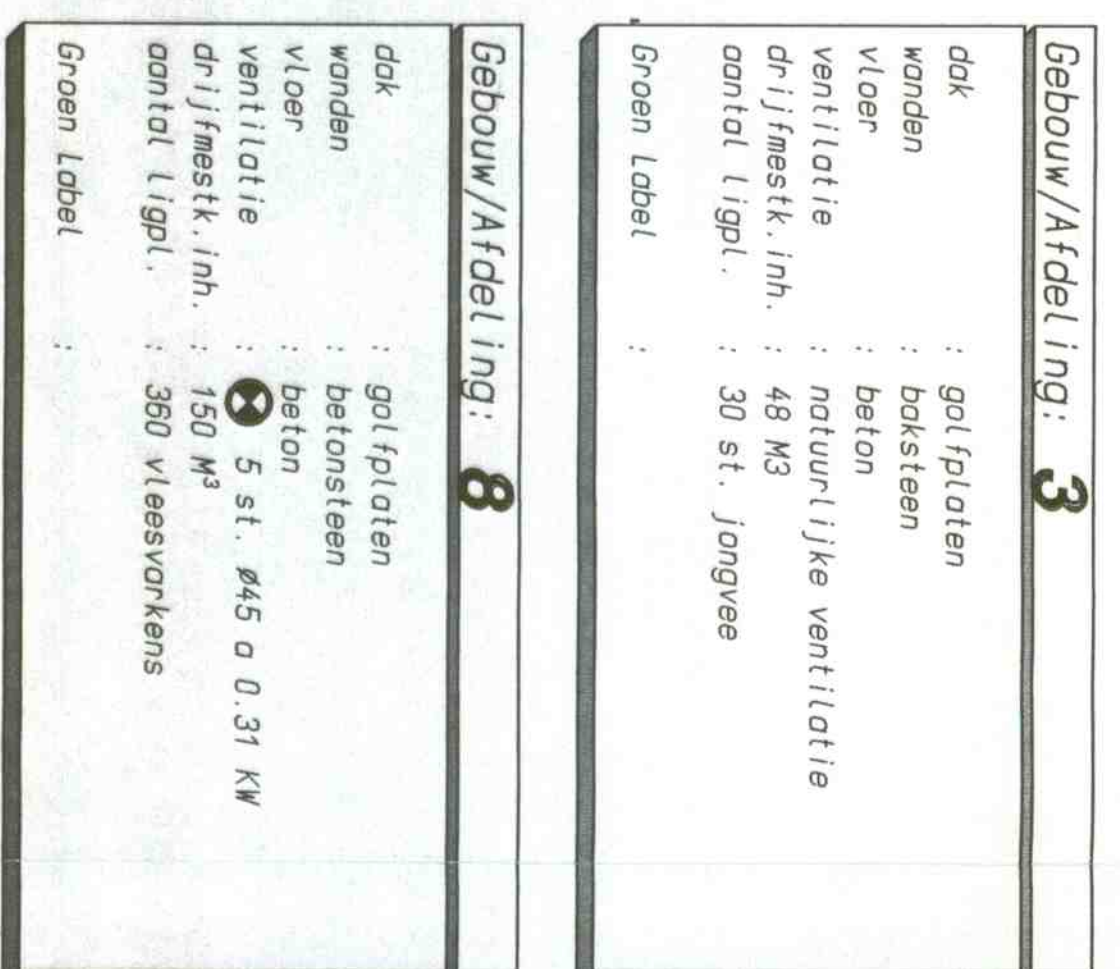 Gebouw/Afdeling: 3
dak : golfplaten
wanden : baksteen
vloer : beton
ventilatie : natuurlijke ventilatie
drijfmestk.inh. : 48 M3
aantal ligpl. : 30 st. jongvee
Groen Label :
Gebouw/Afdeling: 8
dak : golfplaten
wanden : betonsteen
vloer : beton
ventilatie : 5 st. ø45 a 0.31 KW
drijfmestk.inh. : 150 M³
aantal ligpl. : 360 vleesvarkens
Groen Label :